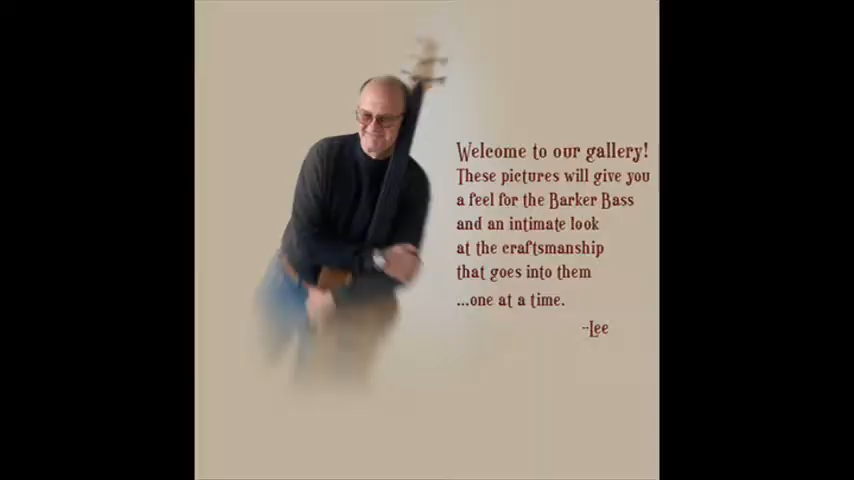 Welcome to our gallery!
These pictures will give you
a feel for the Barker Bass
and an intimate look
at the craftsmanship
that goes into them
...one at a time.
-Lee